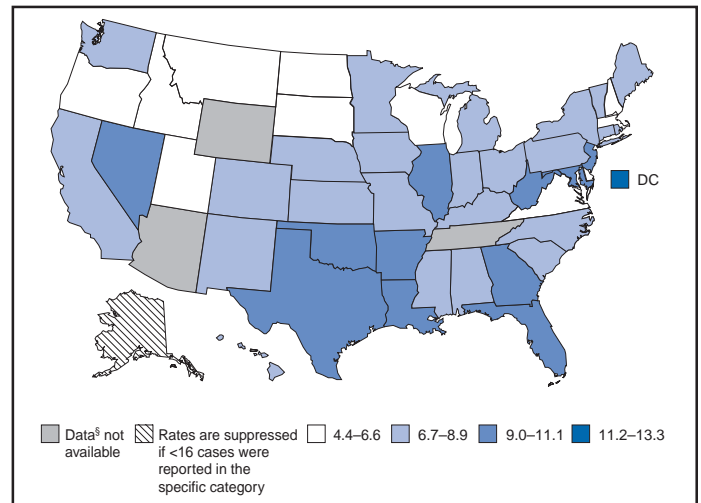 DC
Data§ not
available
Rates are suppressed
if <16 cases were
reported in the
specific category
4.4–6.6
6.7–8.9
9.0–11.1
11.2–13.3